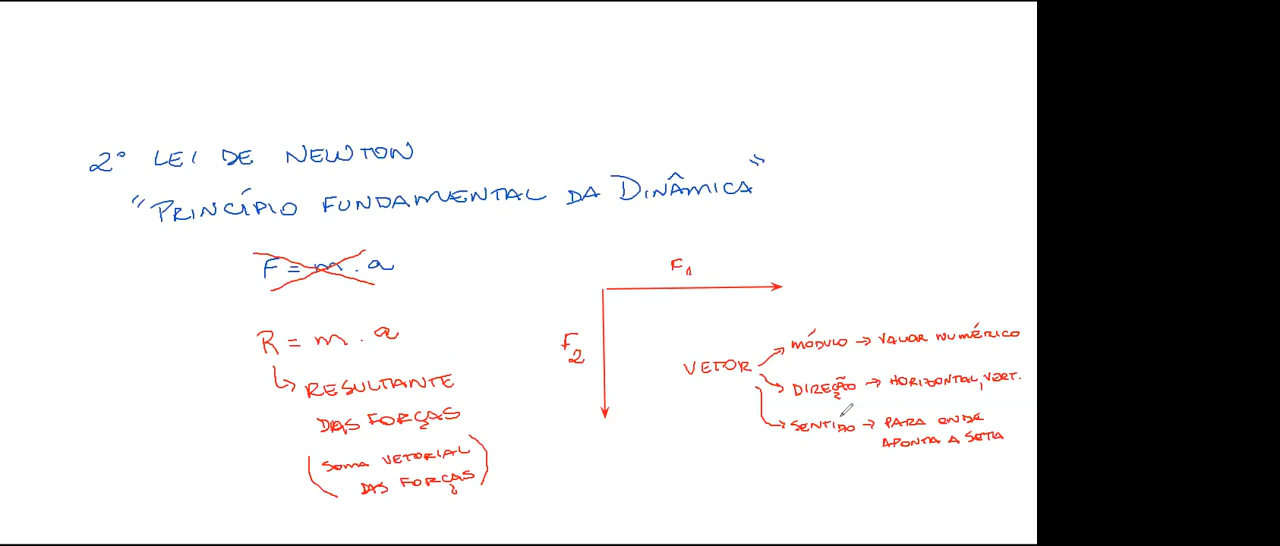 2º LEI DE NEWTON
"PRINCÍPIO FUNDAMENTAL DA DINÂMICA"
F = m . a
R = m . a
RESULTANTE
DAS FORÇAS
(SOMA VETORIAL
DAS FORÇAS)
F1
F2
VETOR
MÓDULO → VALOR NUMÉRICO
DIREÇÃO → HORIZONTAL, VERT.
SENTIDO → PARA ONDE
APONTA A SETA